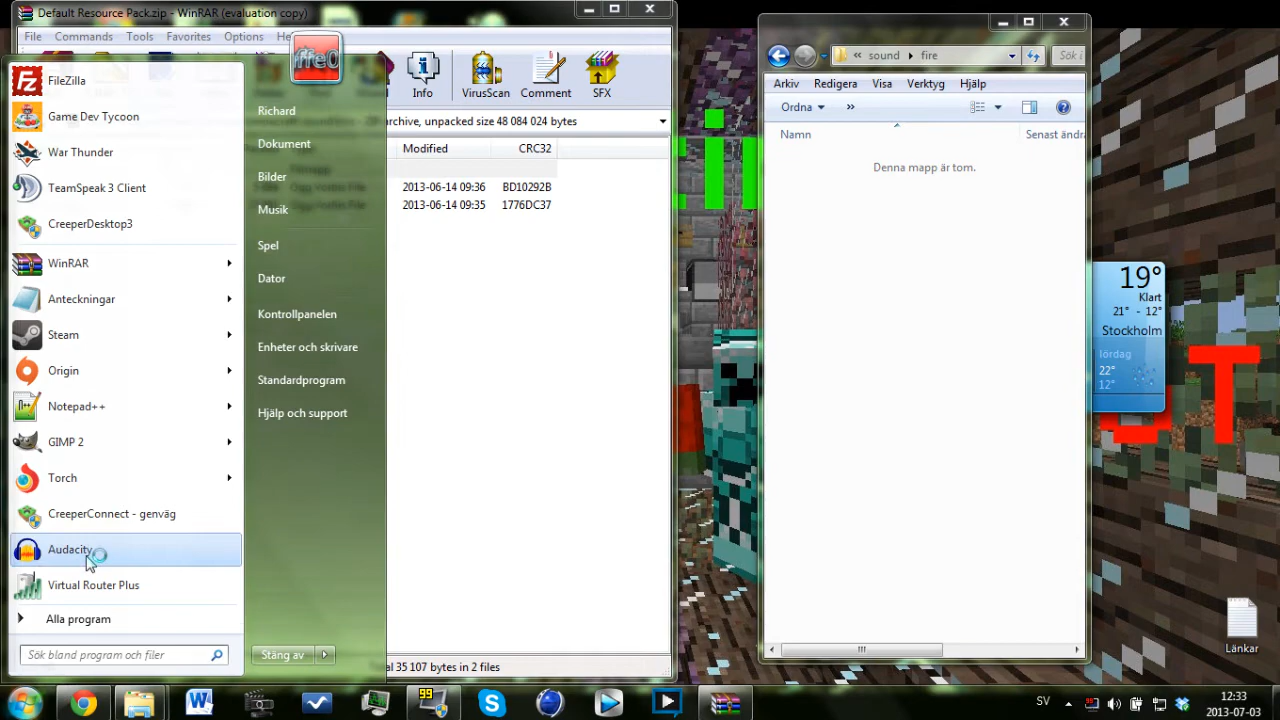 Default Resource Pack.zip - WinRAR (evaluation copy)
File Commands Tools Favorites Options
Info VirusScan Comment SFX
archive, unpacked size 48 084 024 bytes
Modified CRC32
2013-06-14 09:36 BD10292B
2013-06-14 09:35 1776DC37
35 107 bytes in 2 files
FileZilla
Game Dev Tycoon
War Thunder
TeamSpeak 3 Client
CreeperDesktop3
WinRAR
Anteckningar
Steam
Origin
Notepad++
GIMP 2
Torch
CreeperConnect - genväg
Audacity
Virtual Router Plus
Alla program
Sök bland program och filer
Richard
Dokument
Bilder
Musik
Spel
Dator
Kontrollpanelen
Enheter och skrivare
Standardprogram
Hjälp och support
Stäng av
« sound fire
Sök i
Arkiv Redigera Visa Verktyg Hjälp
Ordna »
Namn Senast ändra
Denna mapp är tom.
19°
Klart
21° - 12°
Stockholm
lördag
22°
12°
Länkar
99
SV
12:33
2013-07-03